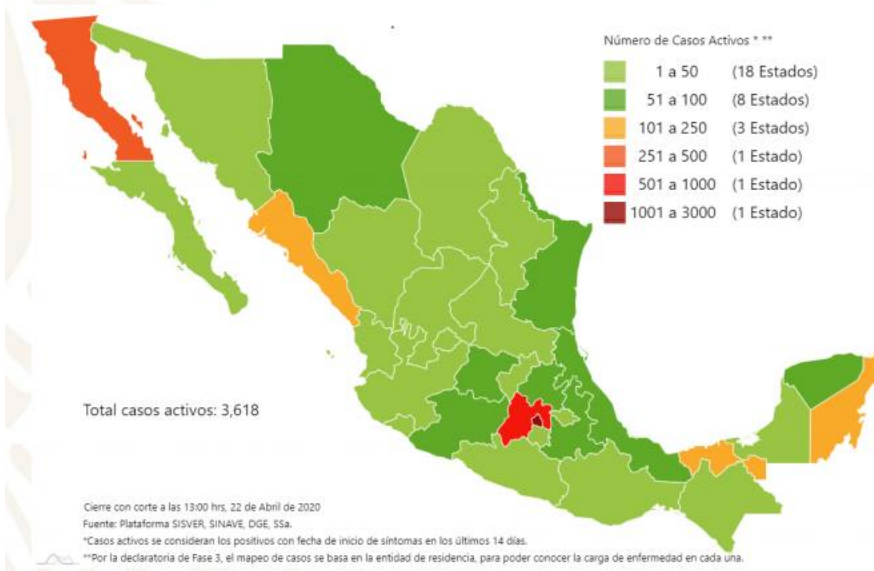 Número de Casos Activos * **
1 a 50 (18 Estados)
51 a 100 (8 Estados)
101 a 250 (3 Estados)
251 a 500 (1 Estado)
501 a 1000 (1 Estado)
1001 a 3000 (1 Estado)
Total casos activos: 3,618
Cierre con corte a las 13:00 hrs, 22 de Abril de 2020
Fuente: Plataforma SISVER, SINAVE, DGE, SSa.
*Casos activos se consideran los positivos con fecha de inicio de síntomas en los últimos 14 días.
**Por la declaratoria de Fase 3, el mapeo de casos se basa en la entidad de residencia, para poder conocer la carga de enfermedad en cada una.